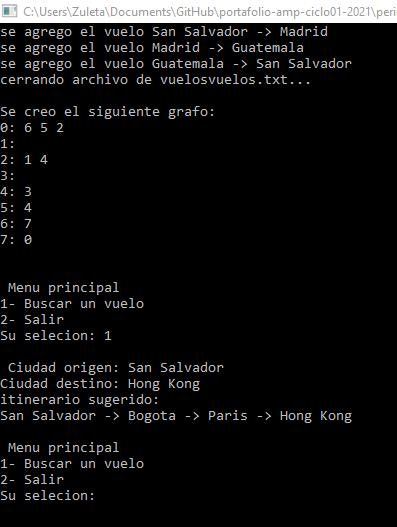 C:\Users\Zuleta\Documents\GitHub\portafolio-amp-ciclo01-2021\peri
se agrego el vuelo San Salvador -> Madrid
se agrego el vuelo Madrid -> Guatemala
se agrego el vuelo Guatemala -> San Salvador
cerrando archivo de vuelosvuelos.txt...
Se creo el siguiente grafo:
0: 6 5 2
1:
2: 1 4
3:
4: 3
5: 4
6: 7
7: 0
Menu principal
1- Buscar un vuelo
2- Salir
Su selecion: 1
Ciudad origen: San Salvador
Ciudad destino: Hong Kong
itinerario sugerido:
San Salvador -> Bogota -> Paris -> Hong Kong
Menu principal
1- Buscar un vuelo
2- Salir
Su selecion: